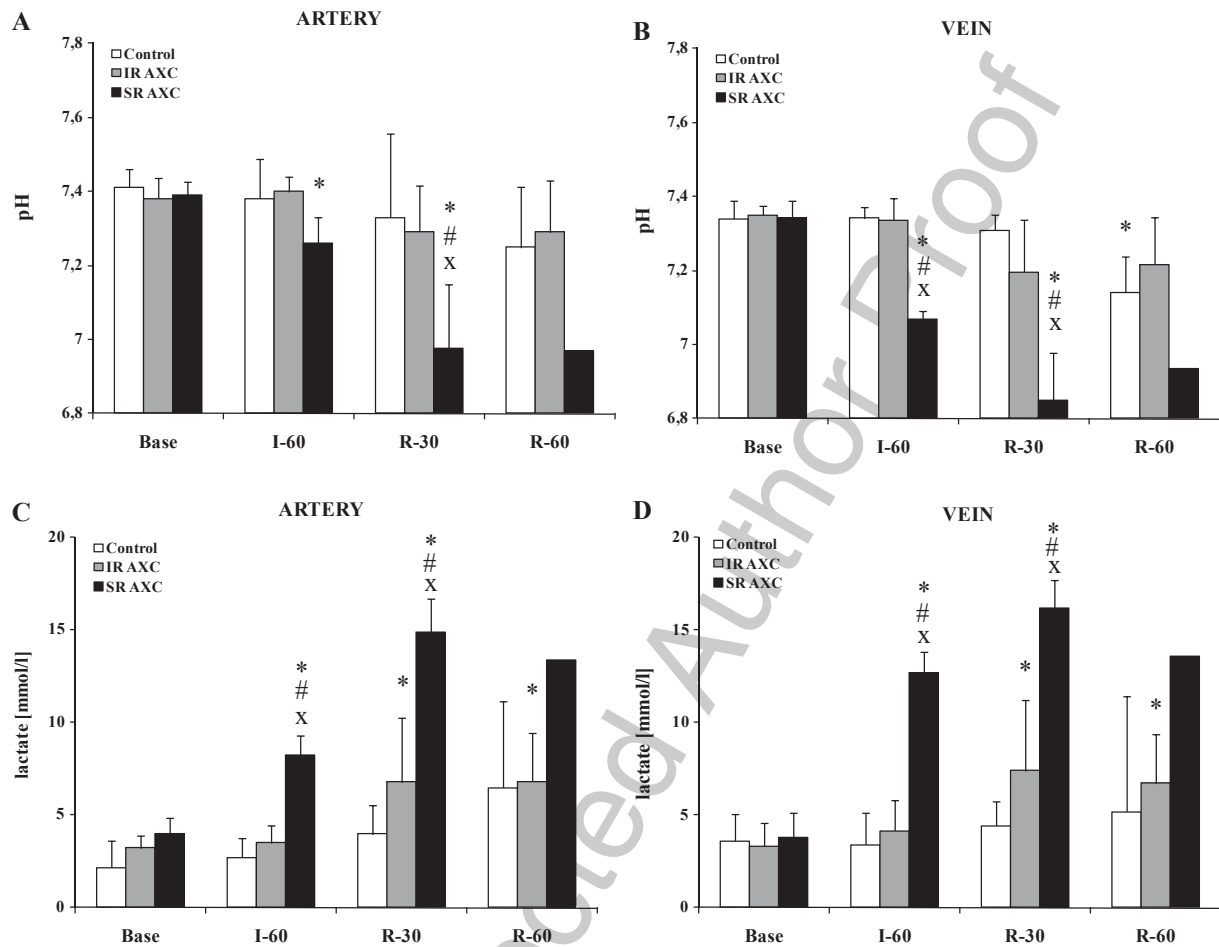 A
ARTERY
7,8
7,6
7,4
7,2
7
6,8
pH
Control
IR AXC
SR AXC
*
*
#
x
Base I-60 R-30 R-60
B
VEIN
7,8
7,6
7,4
7,2
7
6,8
pH
Control
IR AXC
SR AXC
*
#
x
*
#
x
*
Base I-60 R-30 R-60
C
ARTERY
20
15
10
5
0
lactate [mmol/l]
Control
IR AXC
SR AXC
*
#
x
*
*
#
x
*
Base I-60 R-30 R-60
D
VEIN
20
15
10
5
0
lactate [mmol/l]
Control
IR AXC
SR AXC
*
#
x
*
*
#
x
*
Base I-60 R-30 R-60
cted Author Proof